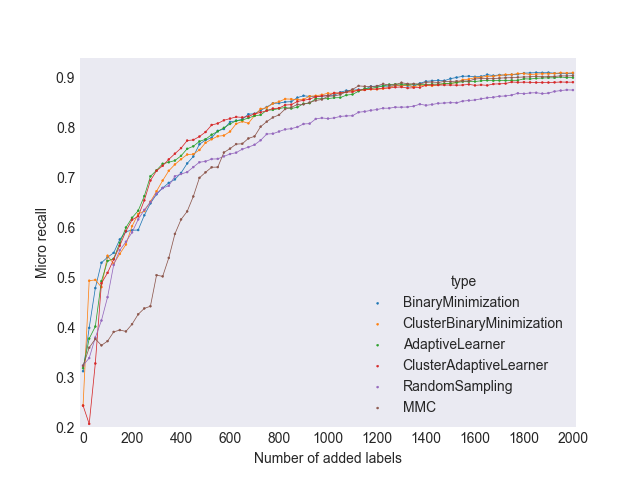 0.9
0.8
0.7
0.6
0.5
0.4
0.3
0.2
Micro recall
type
BinaryMinimization
ClusterBinaryMinimization
AdaptiveLearner
ClusterAdaptiveLearner
RandomSampling
MMC
0 200 400 600 800 1000 1200 1400 1600 1800 2000
Number of added labels